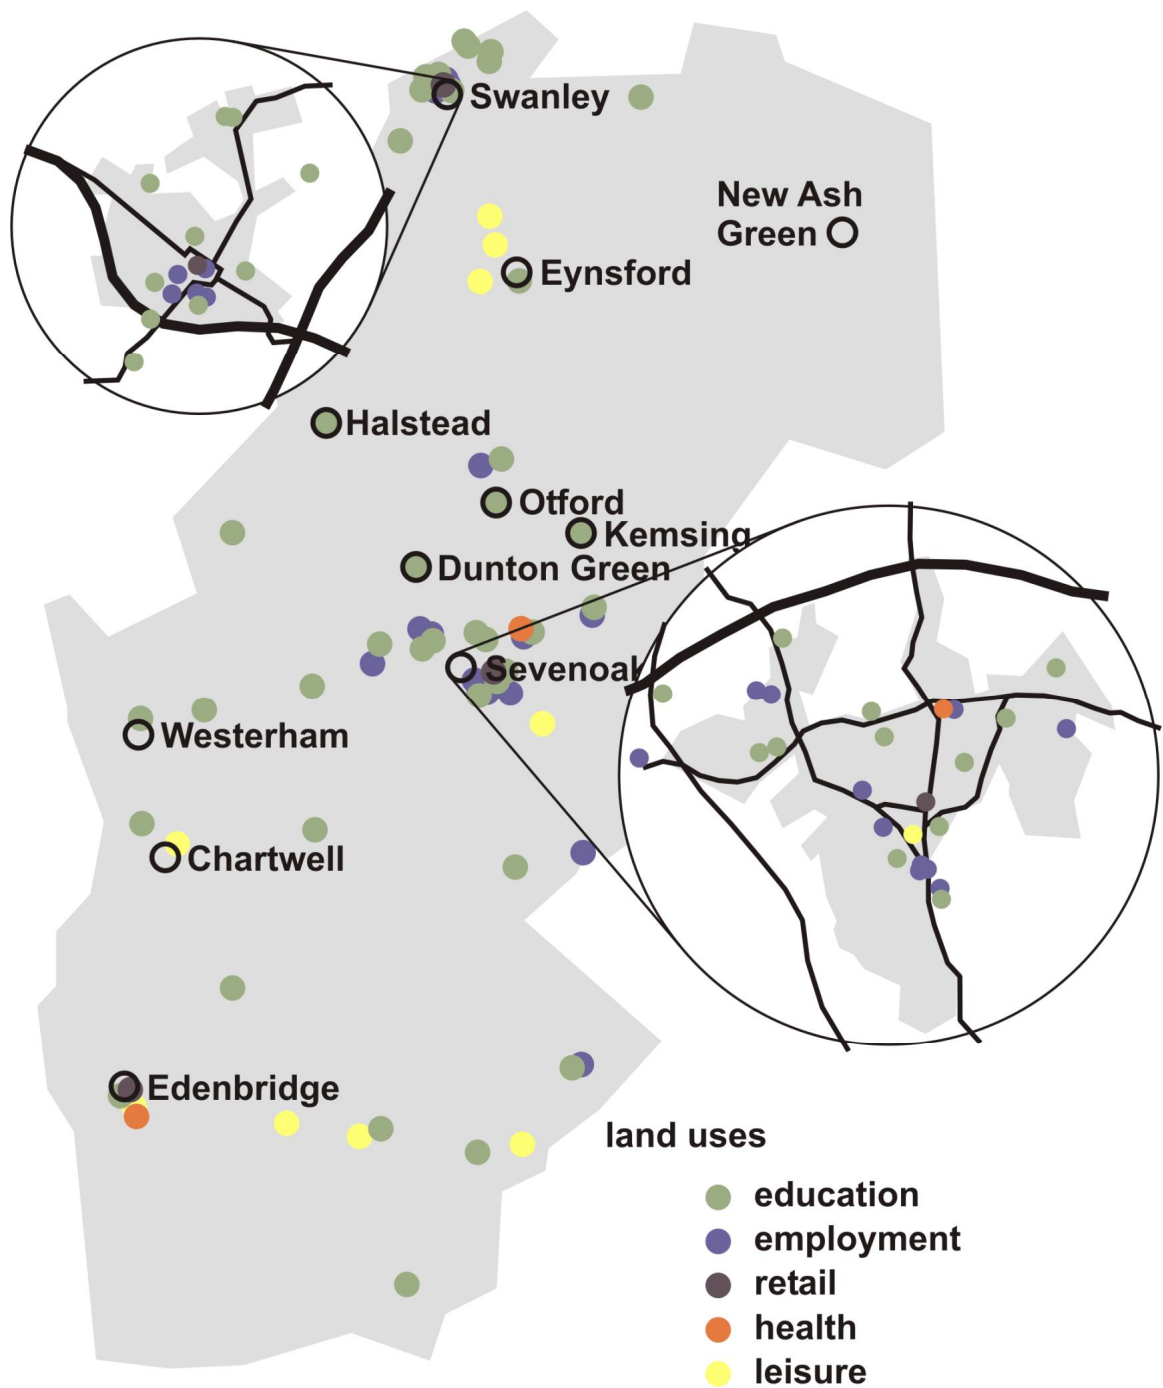 Swanley
New Ash
Green
Eynsford
Halstead
Otford
Kemsing
Dunton Green
Sevenoak
Westerham
Chartwell
Edenbridge
land uses
education
employment
retail
health
leisure